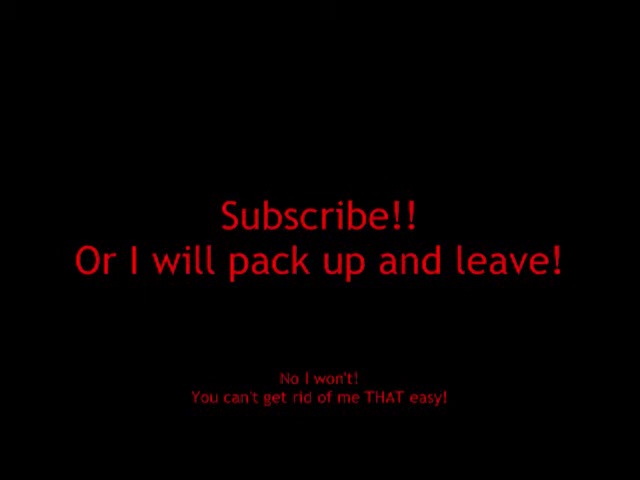 Subscribe!!
Or I will pack up and leave!
No I won't!
You can't get rid of me THAT easy!